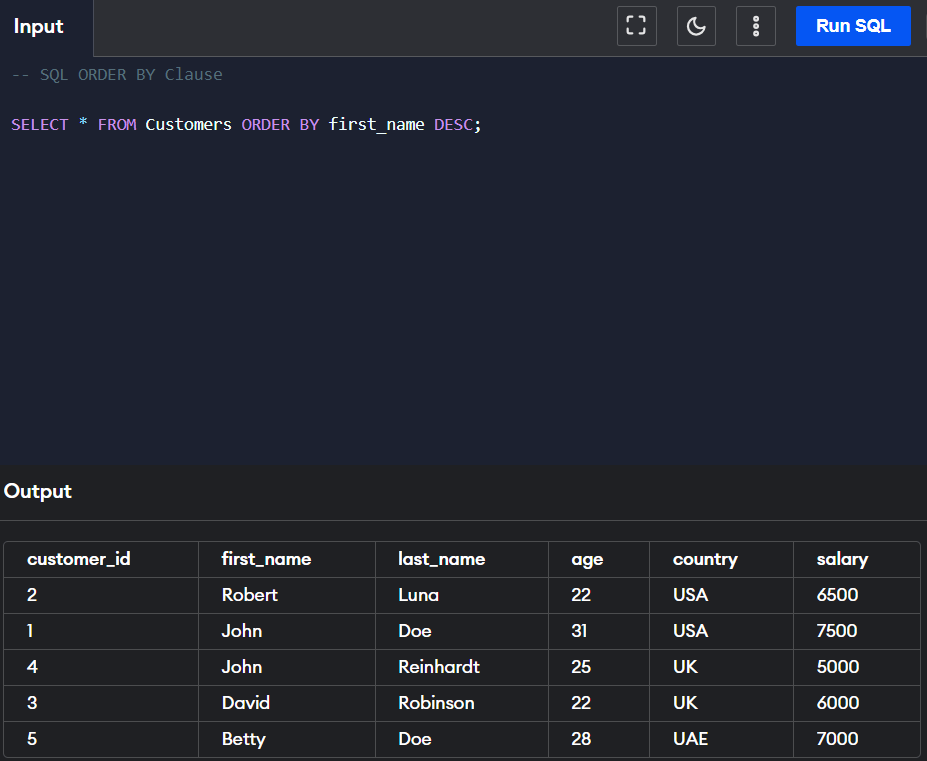 Input
Run SQL
-- SQL ORDER BY Clause
SELECT * FROM Customers ORDER BY first_name DESC;
Output
customer_id first_name last_name age country salary
2 Robert Luna 22 USA 6500
1 John Doe 31 USA 7500
4 John Reinhardt 25 UK 5000
3 David Robinson 22 UK 6000
5 Betty Doe 28 UAE 7000